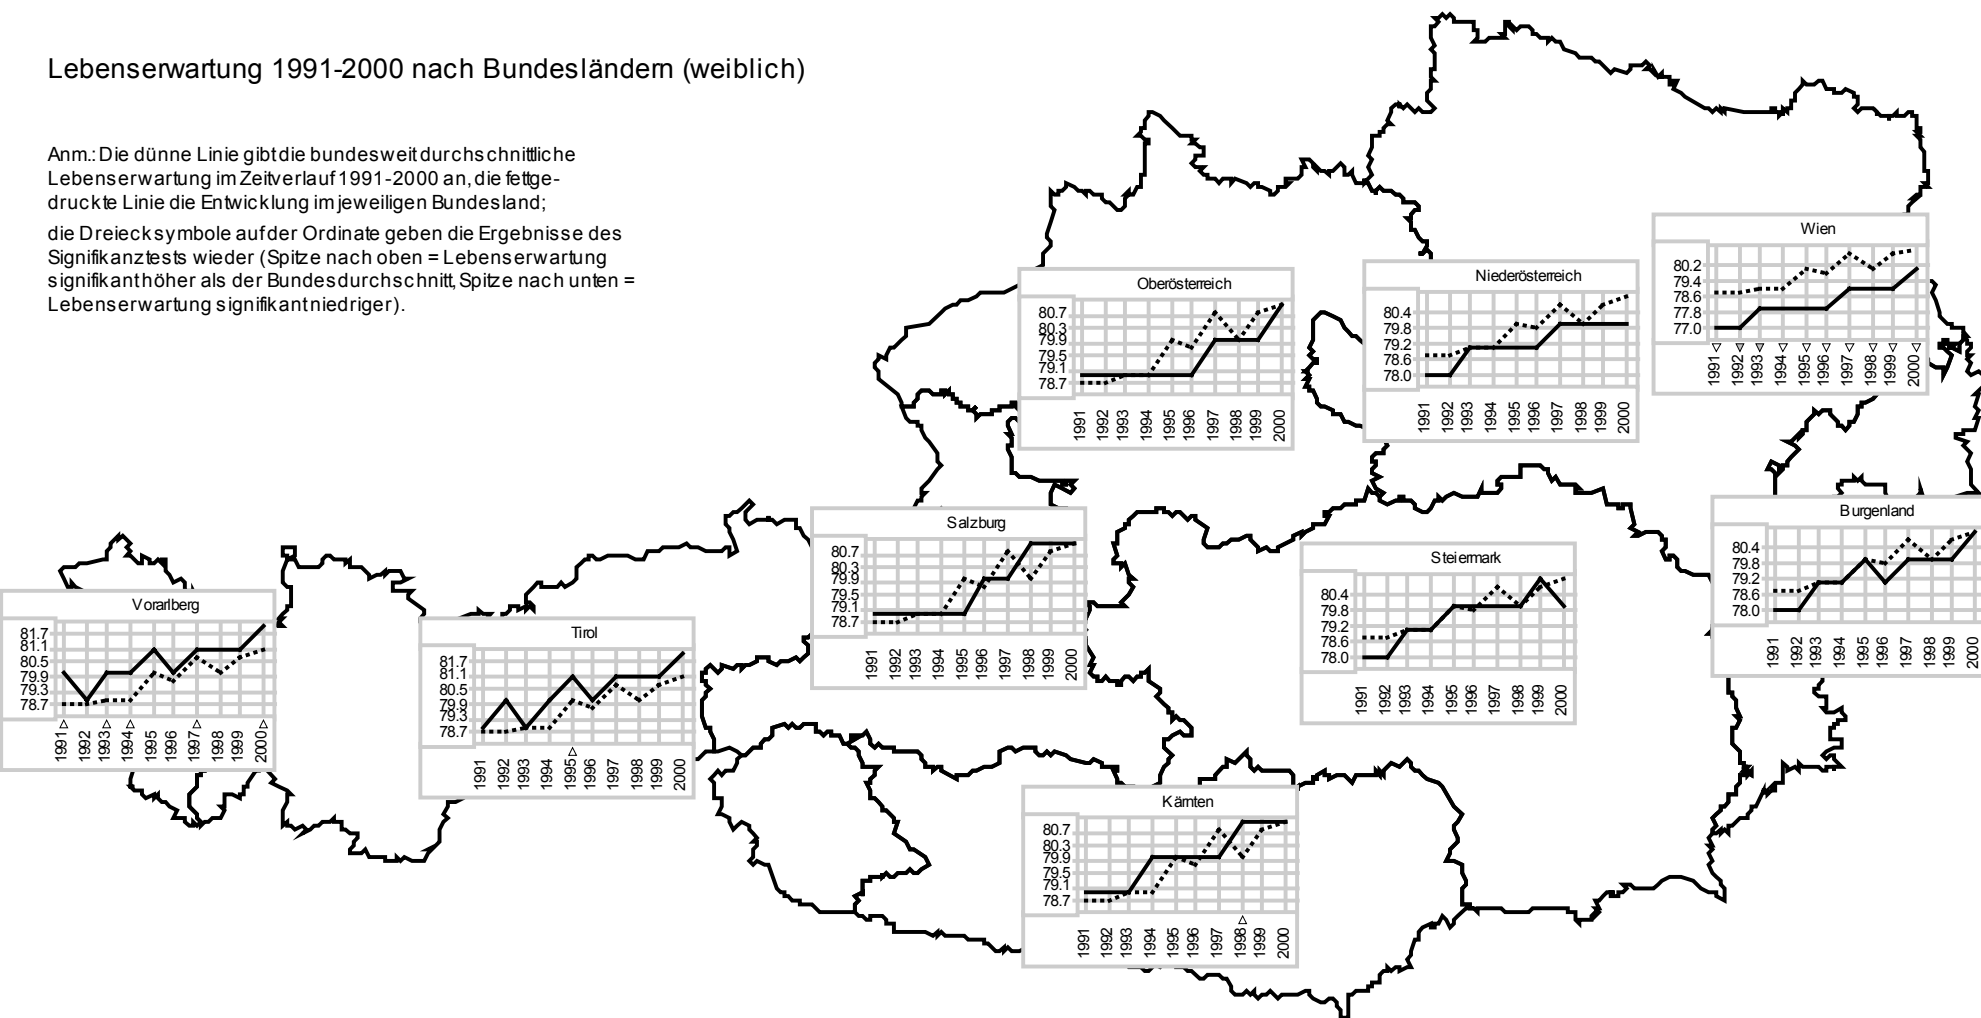 Lebenserwartung 1991-2000 nach Bundesländern (weiblich)
Anm.: Die dünne Linie gibt die bundesweit durchschnittliche
Lebenserwartung im Zeitverlauf 1991-2000 an, die fettge-
druckte Linie die Entwicklung im jeweiligen Bundesland;
die Dreiecksymbole auf der Ordinate geben die Ergebnisse des
Signifikanztests wieder (Spitze nach oben = Lebenserwartung
signifikant höher als der Bundesdurchschnitt, Spitze nach unten =
Lebenserwartung signifikant niedriger).
Wien
80.2
79.4
78.6
77.8
77.0
1991 1992 1993 1994 1995 1996 1997 1998 1999 2000
Niederösterreich
80.4
79.8
79.2
78.6
78.0
1991 1992 1993 1994 1995 1996 1997 1998 1999 2000
Oberösterreich
80.7
80.3
79.9
79.5
79.1
78.7
1991 1992 1993 1994 1995 1996 1997 1998 1999 2000
Burgenland
80.4
79.8
79.2
78.6
78.0
1991 1992 1993 1994 1995 1996 1997 1998 1999 2000
Salzburg
80.7
80.3
79.9
79.5
79.1
78.7
1991 1992 1993 1994 1995 1996 1997 1998 1999 2000
Steiermark
80.4
79.8
79.2
78.6
78.0
1991 1992 1993 1994 1995 1996 1997 1998 1999 2000
Vorarlberg
81.7
81.1
80.5
79.9
79.3
78.7
1991 1992 1993 1994 1995 1996 1997 1998 1999 2000
Tirol
81.7
81.1
80.5
79.9
79.3
78.7
1991 1992 1993 1994 1995 1996 1997 1998 1999 2000
Kärnten
80.7
80.3
79.9
79.5
79.1
78.7
1991 1992 1993 1994 1995 1996 1997 1998 1999 2000